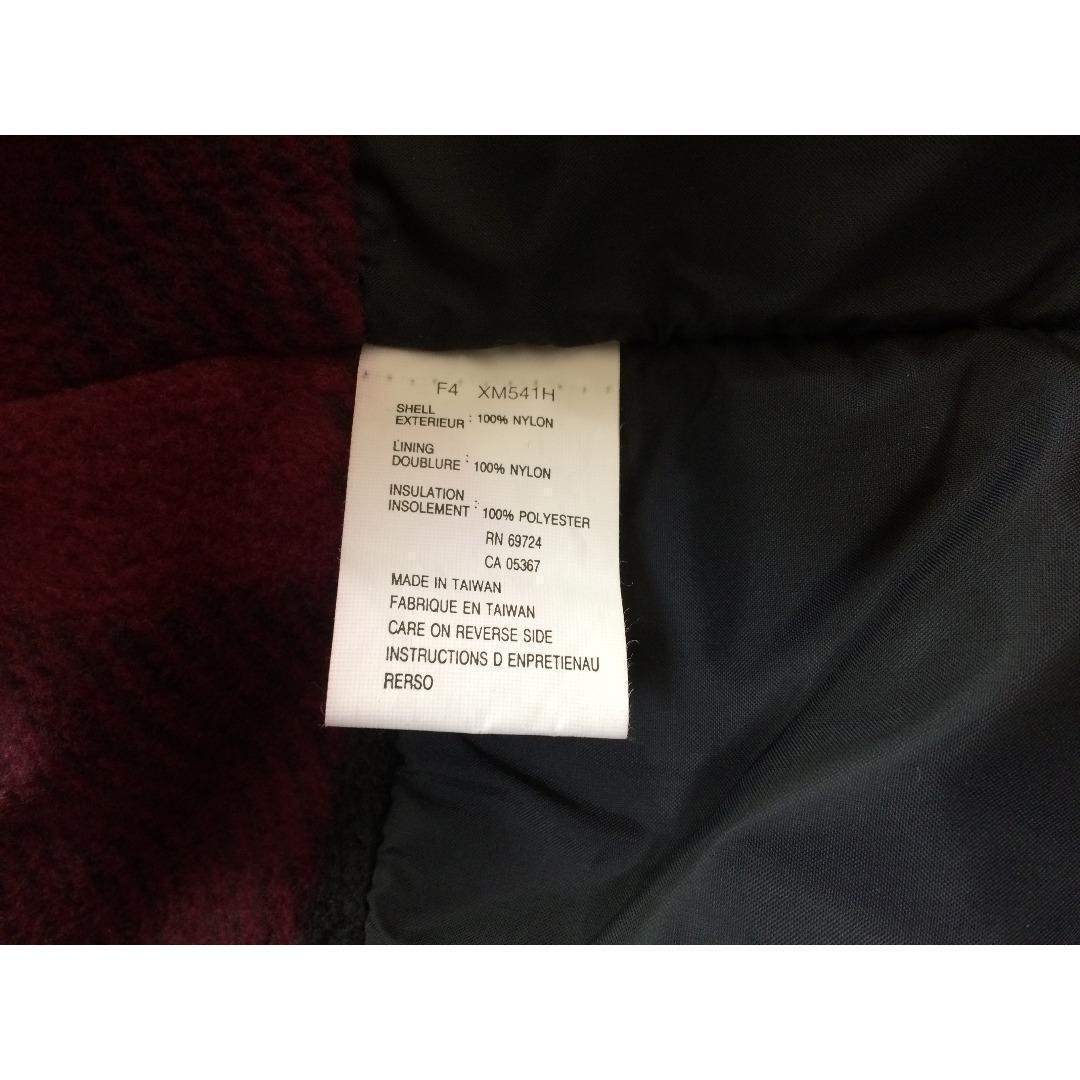 F4 XM541H
SHELL
EXTERIEUR : 100% NYLON
LINING
DOUBLURE : 100% NYLON
INSULATION
INSOLEMENT : 100% POLYESTER
RN 69724
CA 05367
MADE IN TAIWAN
FABRIQUE EN TAIWAN
CARE ON REVERSE SIDE
INSTRUCTIONS D ENPRETIENAU
RERSO